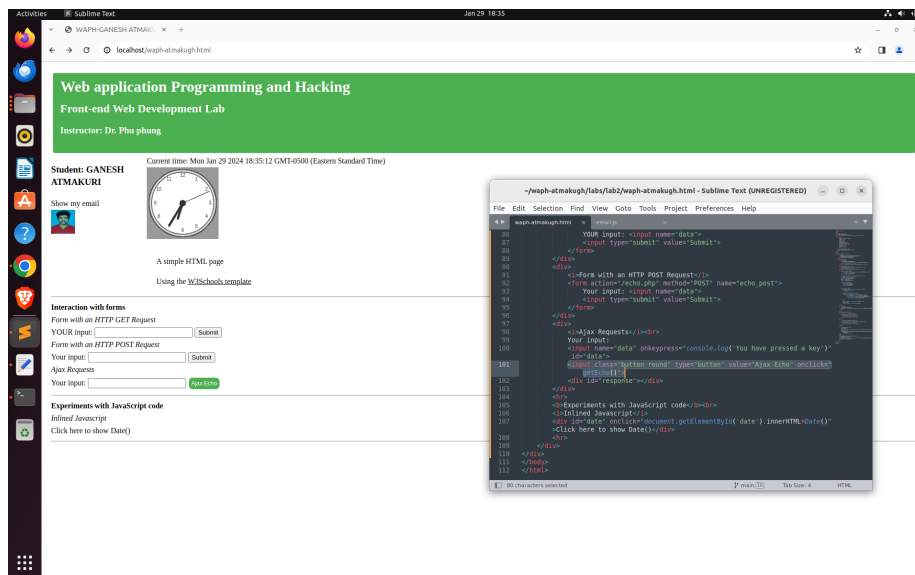 Activities
Sublime Text
Jan 29 18:35
WAPH-GANESH ATMAK
localhost/waph-atmakugh.html
Web application Programming and Hacking
Front-end Web Development Lab
Instructor: Dr. Phu phung
Student: GANESH
ATMAKURI
Show my email
Current time: Mon Jan 29 2024 18:35:12 GMT-0500 (Eastern Standard Time)
12
1
2
3
4
5
6
7
8
9
10
11
A simple HTML page
Using the W3Schools template
Interaction with forms
Form with an HTTP GET Request
YOUR input: Submit
Form with an HTTP POST Request
Your input: Submit
Ajax Requests
Your input: Ajax Echo
Experiments with JavaScript code
Inlined Javascript
Click here to show Date()
~/waph-atmakugh/labs/lab2/waph-atmakugh.html - Sublime Text (UNREGISTERED)
File Edit Selection Find View Goto Tools Project Preferences Help
waph-atmakugh.html
email.js
86 YOUR input: <input name="data">
87 <input type="submit" value="Submit">
88 </form>
89 </div>
90 <div>
91 <i>Form with an HTTP POST Request</i>
92 <form action="/echo.php" method="POST" name="echo_post">
93 Your input: <input name="data">
94 <input type="submit" value="Submit">
95 </form>
96 </div>
97 <div>
98 <i>Ajax Requests</i><br>
99 Your input:
100 <input name="data" onkeypress="console.log('You have pressed a key')"
id="data">
101 <input class="button round" type="button" value="Ajax Echo" onclick="
getEcho()">
102 <div id="response"></div>
103 </div>
104 <hr>
105 <b>Experiments with JavaScript code</b><br>
106 <i>Inlined Javascript</i>
107 <div id="date" onclick="document.getElementById('date').innerHTML=Date()"
>Click here to show Date()</div>
108 <hr>
109 </div>
110 </div>
111 </body>
112 </html>
80 characters selected
main
Tab Size: 4
HTML